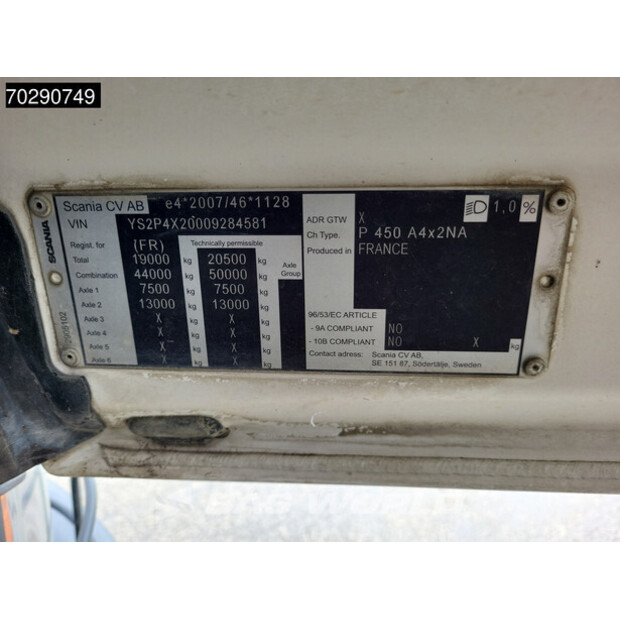 70290749
SCANIA
2908102
Scania CV AB e4*2007/46*1128
VIN YS2P4X20009284581
Regist. for (FR) Technically permissible
Total 19000 kg 20500 kg Axle Group
Combination 44000 kg 50000 kg
Axle 1 7500 kg 7500 kg
Axle 2 13000 kg 13000 kg
Axle 3 X kg X kg
Axle 4 X kg X kg
Axle 5 X kg X kg
Axle 6 X kg X kg
1,0 %
ADR GTW X
Ch Type. P 450 A4x2NA
Produced in FRANCE
96/53/EC ARTICLE
- 9A COMPLIANT NO
- 10B COMPLIANT NO X kg
Contact adress: Scania CV AB,
SE 151 87, Södertälje, Sweden